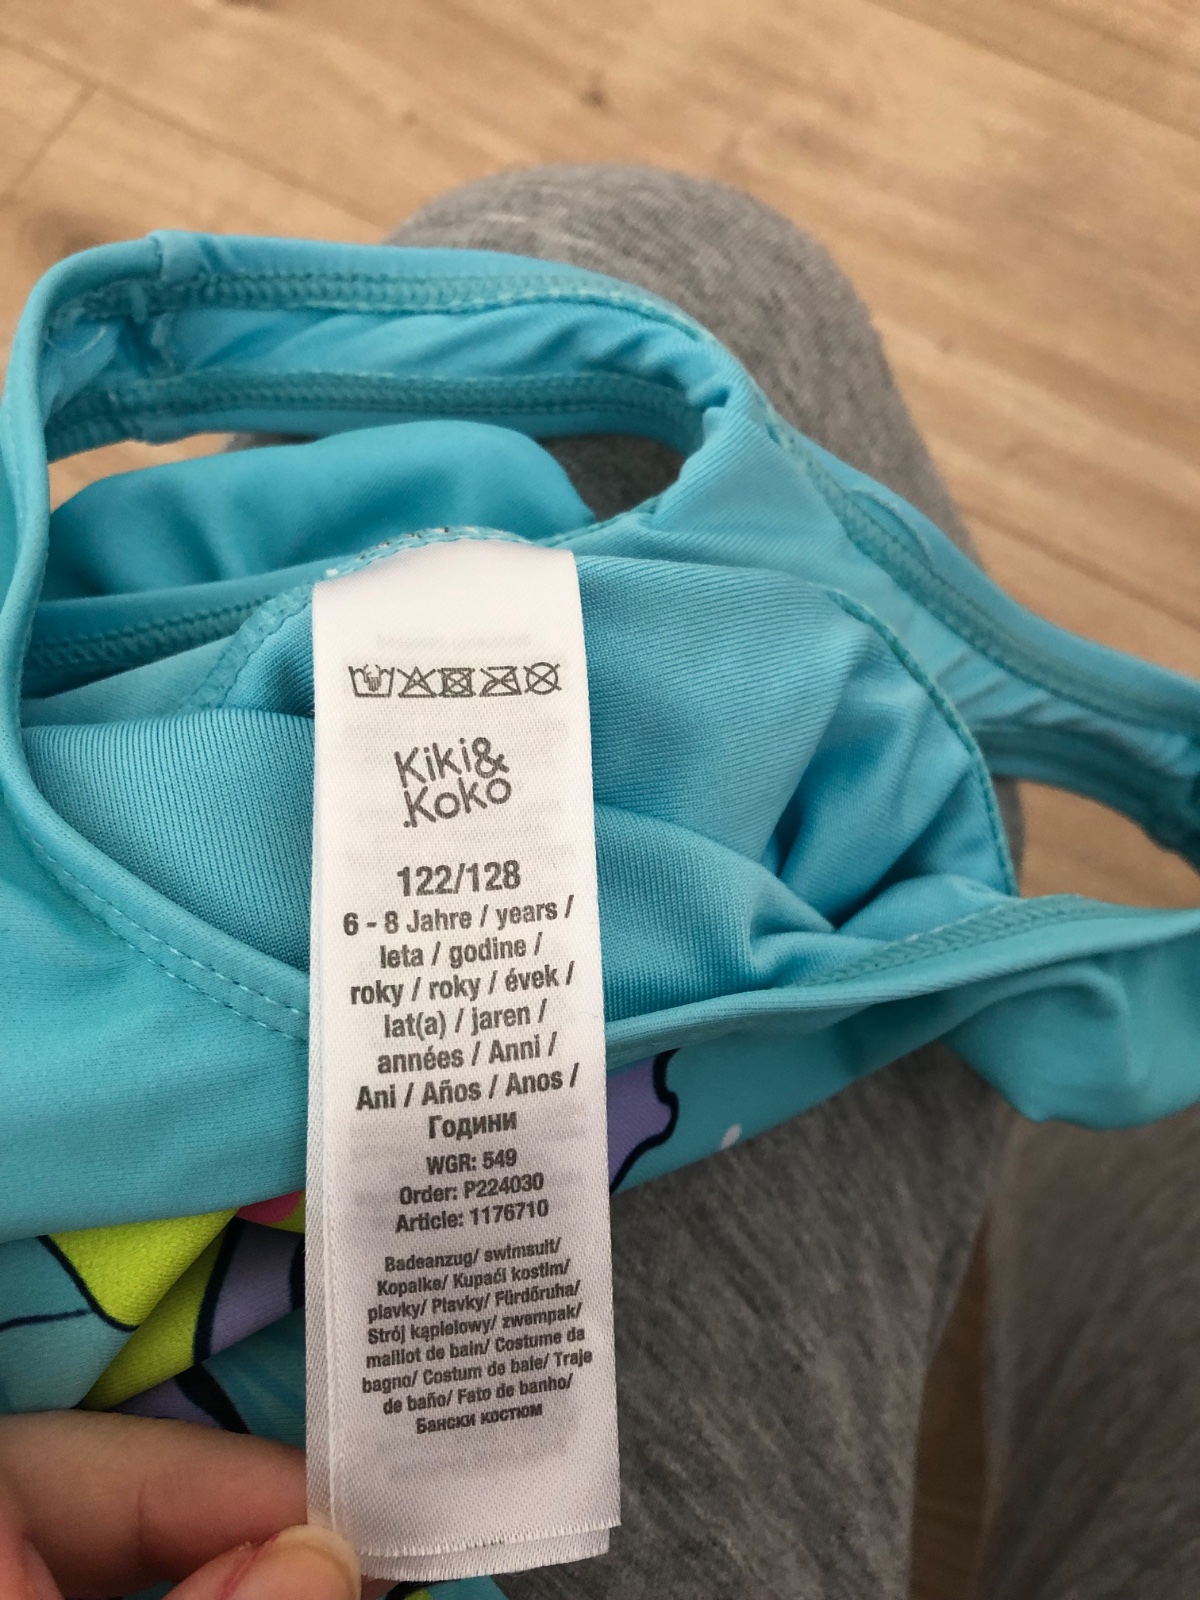 Kiki&
Koko
122/128
6 - 8 Jahre / years /
leta / godine /
roky / roky / évek /
lat(a) / jaren /
années / Anni /
Ani / Años / Anos /
Години
WGR: 549
Order: P224030
Article: 1176710
Badeanzug/ swimsuit/
Kopalke/ Kupaći kostim/
plavky/ Plavky/ Fürdőruha/
Strój kąpielowy/ zwempak/
maillot de bain/ Costume da
bagno/ Costum de baie/ Traje
de baño/ Fato de banho/
Бански костюм